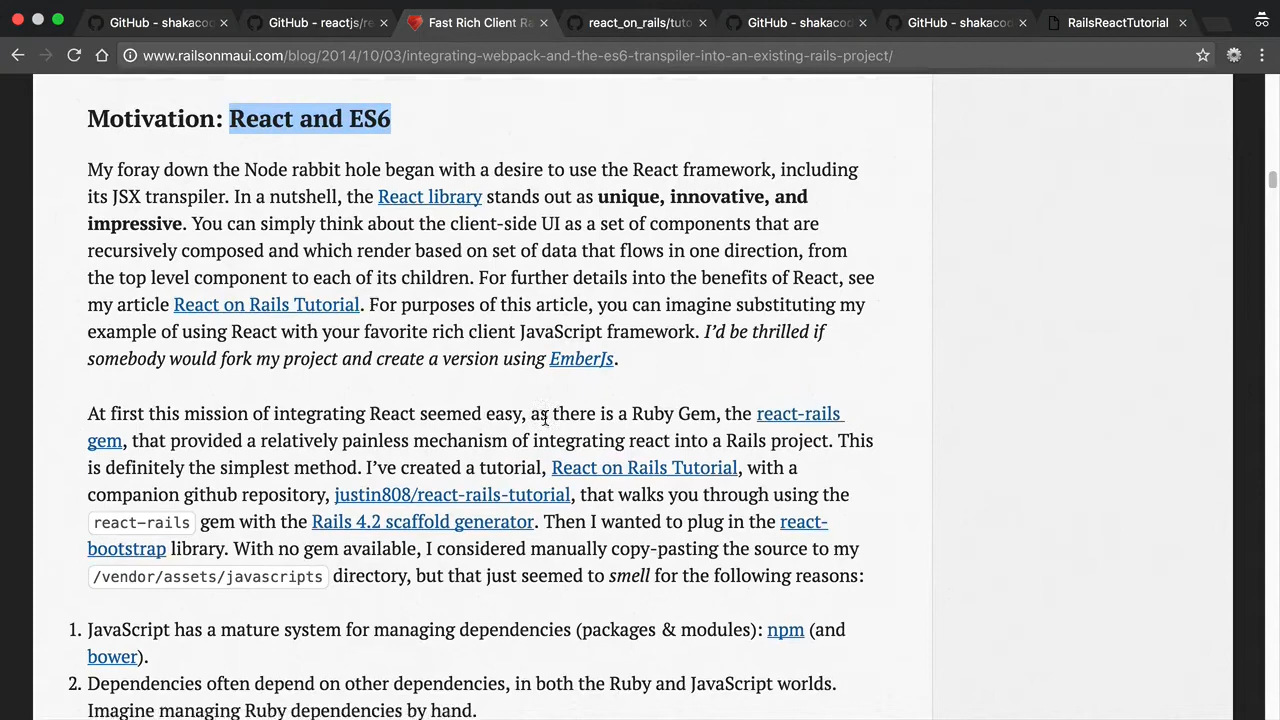 GitHub - shakacod
GitHub - reactjs/re
Fast Rich Client Ra
react_on_rails/tuto
GitHub - shakacod
GitHub - shakacod
RailsReactTutorial
www.railsonmaui.com/blog/2014/10/03/integrating-webpack-and-the-es6-transpiler-into-an-existing-rails-project/
Motivation: React and ES6
My foray down the Node rabbit hole began with a desire to use the React framework, including
its JSX transpiler. In a nutshell, the React library stands out as unique, innovative, and
impressive. You can simply think about the client-side UI as a set of components that are
recursively composed and which render based on set of data that flows in one direction, from
the top level component to each of its children. For further details into the benefits of React, see
my article React on Rails Tutorial. For purposes of this article, you can imagine substituting my
example of using React with your favorite rich client JavaScript framework. I'd be thrilled if
somebody would fork my project and create a version using EmberJs.
At first this mission of integrating React seemed easy, as there is a Ruby Gem, the react-rails
gem, that provided a relatively painless mechanism of integrating react into a Rails project. This
is definitely the simplest method. I've created a tutorial, React on Rails Tutorial, with a
companion github repository, justin808/react-rails-tutorial, that walks you through using the
react-rails gem with the Rails 4.2 scaffold generator. Then I wanted to plug in the react-
bootstrap library. With no gem available, I considered manually copy-pasting the source to my
/vendor/assets/javascripts directory, but that just seemed to smell for the following reasons:
1. JavaScript has a mature system for managing dependencies (packages & modules): npm (and
bower).
2. Dependencies often depend on other dependencies, in both the Ruby and JavaScript worlds.
Imagine managing Ruby dependencies by hand.